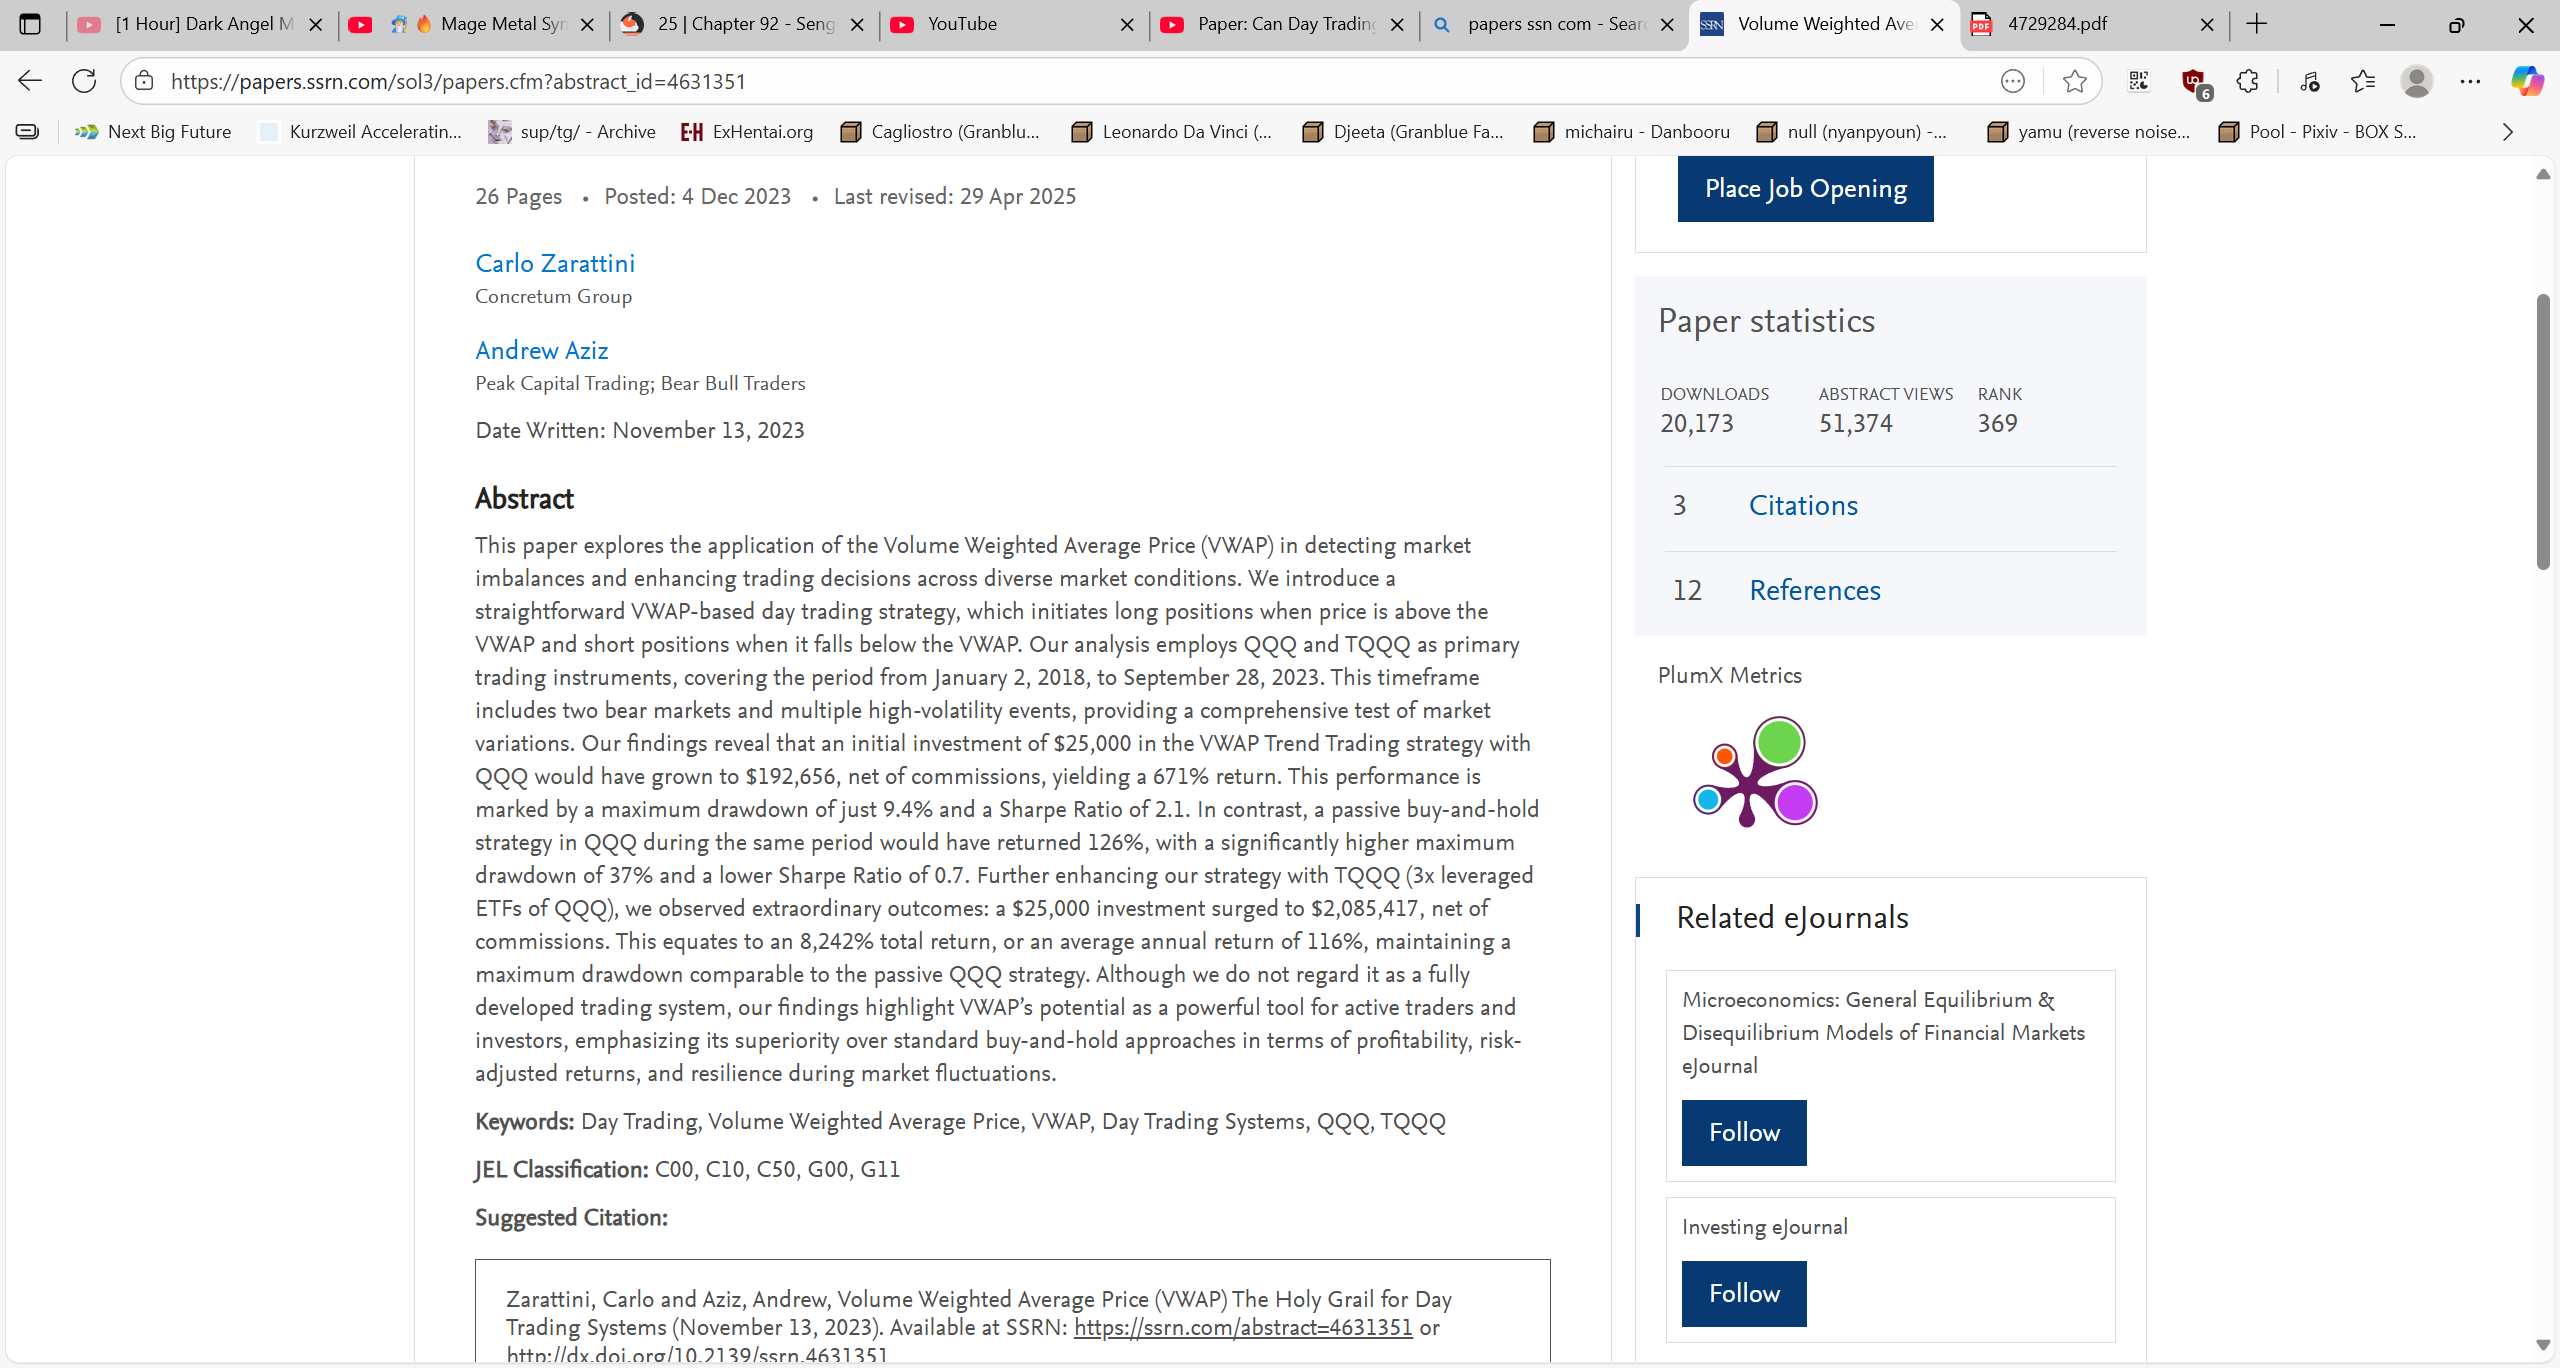 [1 Hour] Dark Angel M
Mage Metal Syn
25 | Chapter 92 - Seng
YouTube
Paper: Can Day Trading
papers ssn com - Sear
SSRN
Volume Weighted Ave
PDF
4729284.pdf
https://papers.ssrn.com/sol3/papers.cfm?abstract_id=4631351
6
Next Big Future
Kurzweil Acceleratin...
sup/tg/ - Archive
E-H ExHentai.org
Cagliostro (Granblu...
Leonardo Da Vinci (...
Djeeta (Granblue Fa...
michairu - Danbooru
null (nyanpyoun) -...
yamu (reverse noise...
Pool - Pixiv - BOX S...
26 Pages • Posted: 4 Dec 2023 • Last revised: 29 Apr 2025
Carlo Zarattini
Concretum Group
Andrew Aziz
Peak Capital Trading; Bear Bull Traders
Date Written: November 13, 2023
Abstract
This paper explores the application of the Volume Weighted Average Price (VWAP) in detecting market
imbalances and enhancing trading decisions across diverse market conditions. We introduce a
straightforward VWAP-based day trading strategy, which initiates long positions when price is above the
VWAP and short positions when it falls below the VWAP. Our analysis employs QQQ and TQQQ as primary
trading instruments, covering the period from January 2, 2018, to September 28, 2023. This timeframe
includes two bear markets and multiple high-volatility events, providing a comprehensive test of market
variations. Our findings reveal that an initial investment of $25,000 in the VWAP Trend Trading strategy with
QQQ would have grown to $192,656, net of commissions, yielding a 671% return. This performance is
marked by a maximum drawdown of just 9.4% and a Sharpe Ratio of 2.1. In contrast, a passive buy-and-hold
strategy in QQQ during the same period would have returned 126%, with a significantly higher maximum
drawdown of 37% and a lower Sharpe Ratio of 0.7. Further enhancing our strategy with TQQQ (3x leveraged
ETFs of QQQ), we observed extraordinary outcomes: a $25,000 investment surged to $2,085,417, net of
commissions. This equates to an 8,242% total return, or an average annual return of 116%, maintaining a
maximum drawdown comparable to the passive QQQ strategy. Although we do not regard it as a fully
developed trading system, our findings highlight VWAP’s potential as a powerful tool for active traders and
investors, emphasizing its superiority over standard buy-and-hold approaches in terms of profitability, risk-
adjusted returns, and resilience during market fluctuations.
Keywords: Day Trading, Volume Weighted Average Price, VWAP, Day Trading Systems, QQQ, TQQQ
JEL Classification: C00, C10, C50, G00, G11
Suggested Citation:
Zarattini, Carlo and Aziz, Andrew, Volume Weighted Average Price (VWAP) The Holy Grail for Day
Trading Systems (November 13, 2023). Available at SSRN: https://ssrn.com/abstract=4631351 or
http://dx.doi.org/10.2139/ssrn.4631351
Place Job Opening
Paper statistics
DOWNLOADS ABSTRACT VIEWS RANK
20,173 51,374 369
3 Citations
12 References
PlumX Metrics
Related eJournals
Microeconomics: General Equilibrium &
Disequilibrium Models of Financial Markets
eJournal
Follow
Investing eJournal
Follow